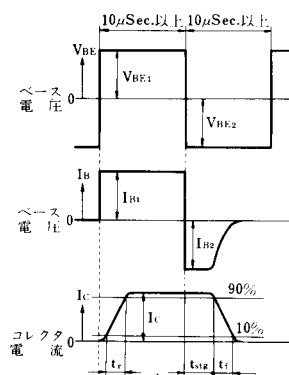 10μSec.以上 10μSec.以上
VBE
VBE1
ベース
電圧
0
VBE2
IB
IB1
ベース
電圧
0
IB2
IC
90%
IC
10%
コレクタ
電流
0
tr
tstg
tf